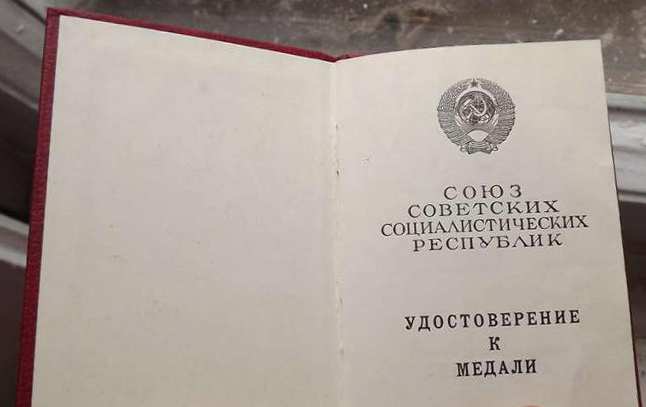 СОЮЗ
СОВЕТСКИХ
СОЦИАЛИСТИЧЕСКИХ
РЕСПУБЛИК
УДОСТОВЕРЕНИЕ
К
МЕДАЛИ